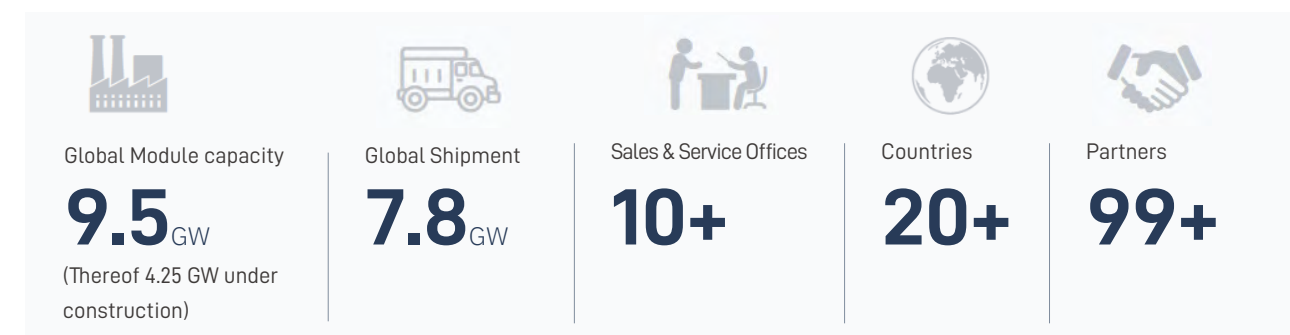 Global Module capacity
9.5GW
(Thereof 4.25 GW under
construction)
Global Shipment
7.8GW
Sales & Service Offices
10+
Countries
20+
Partners
99+